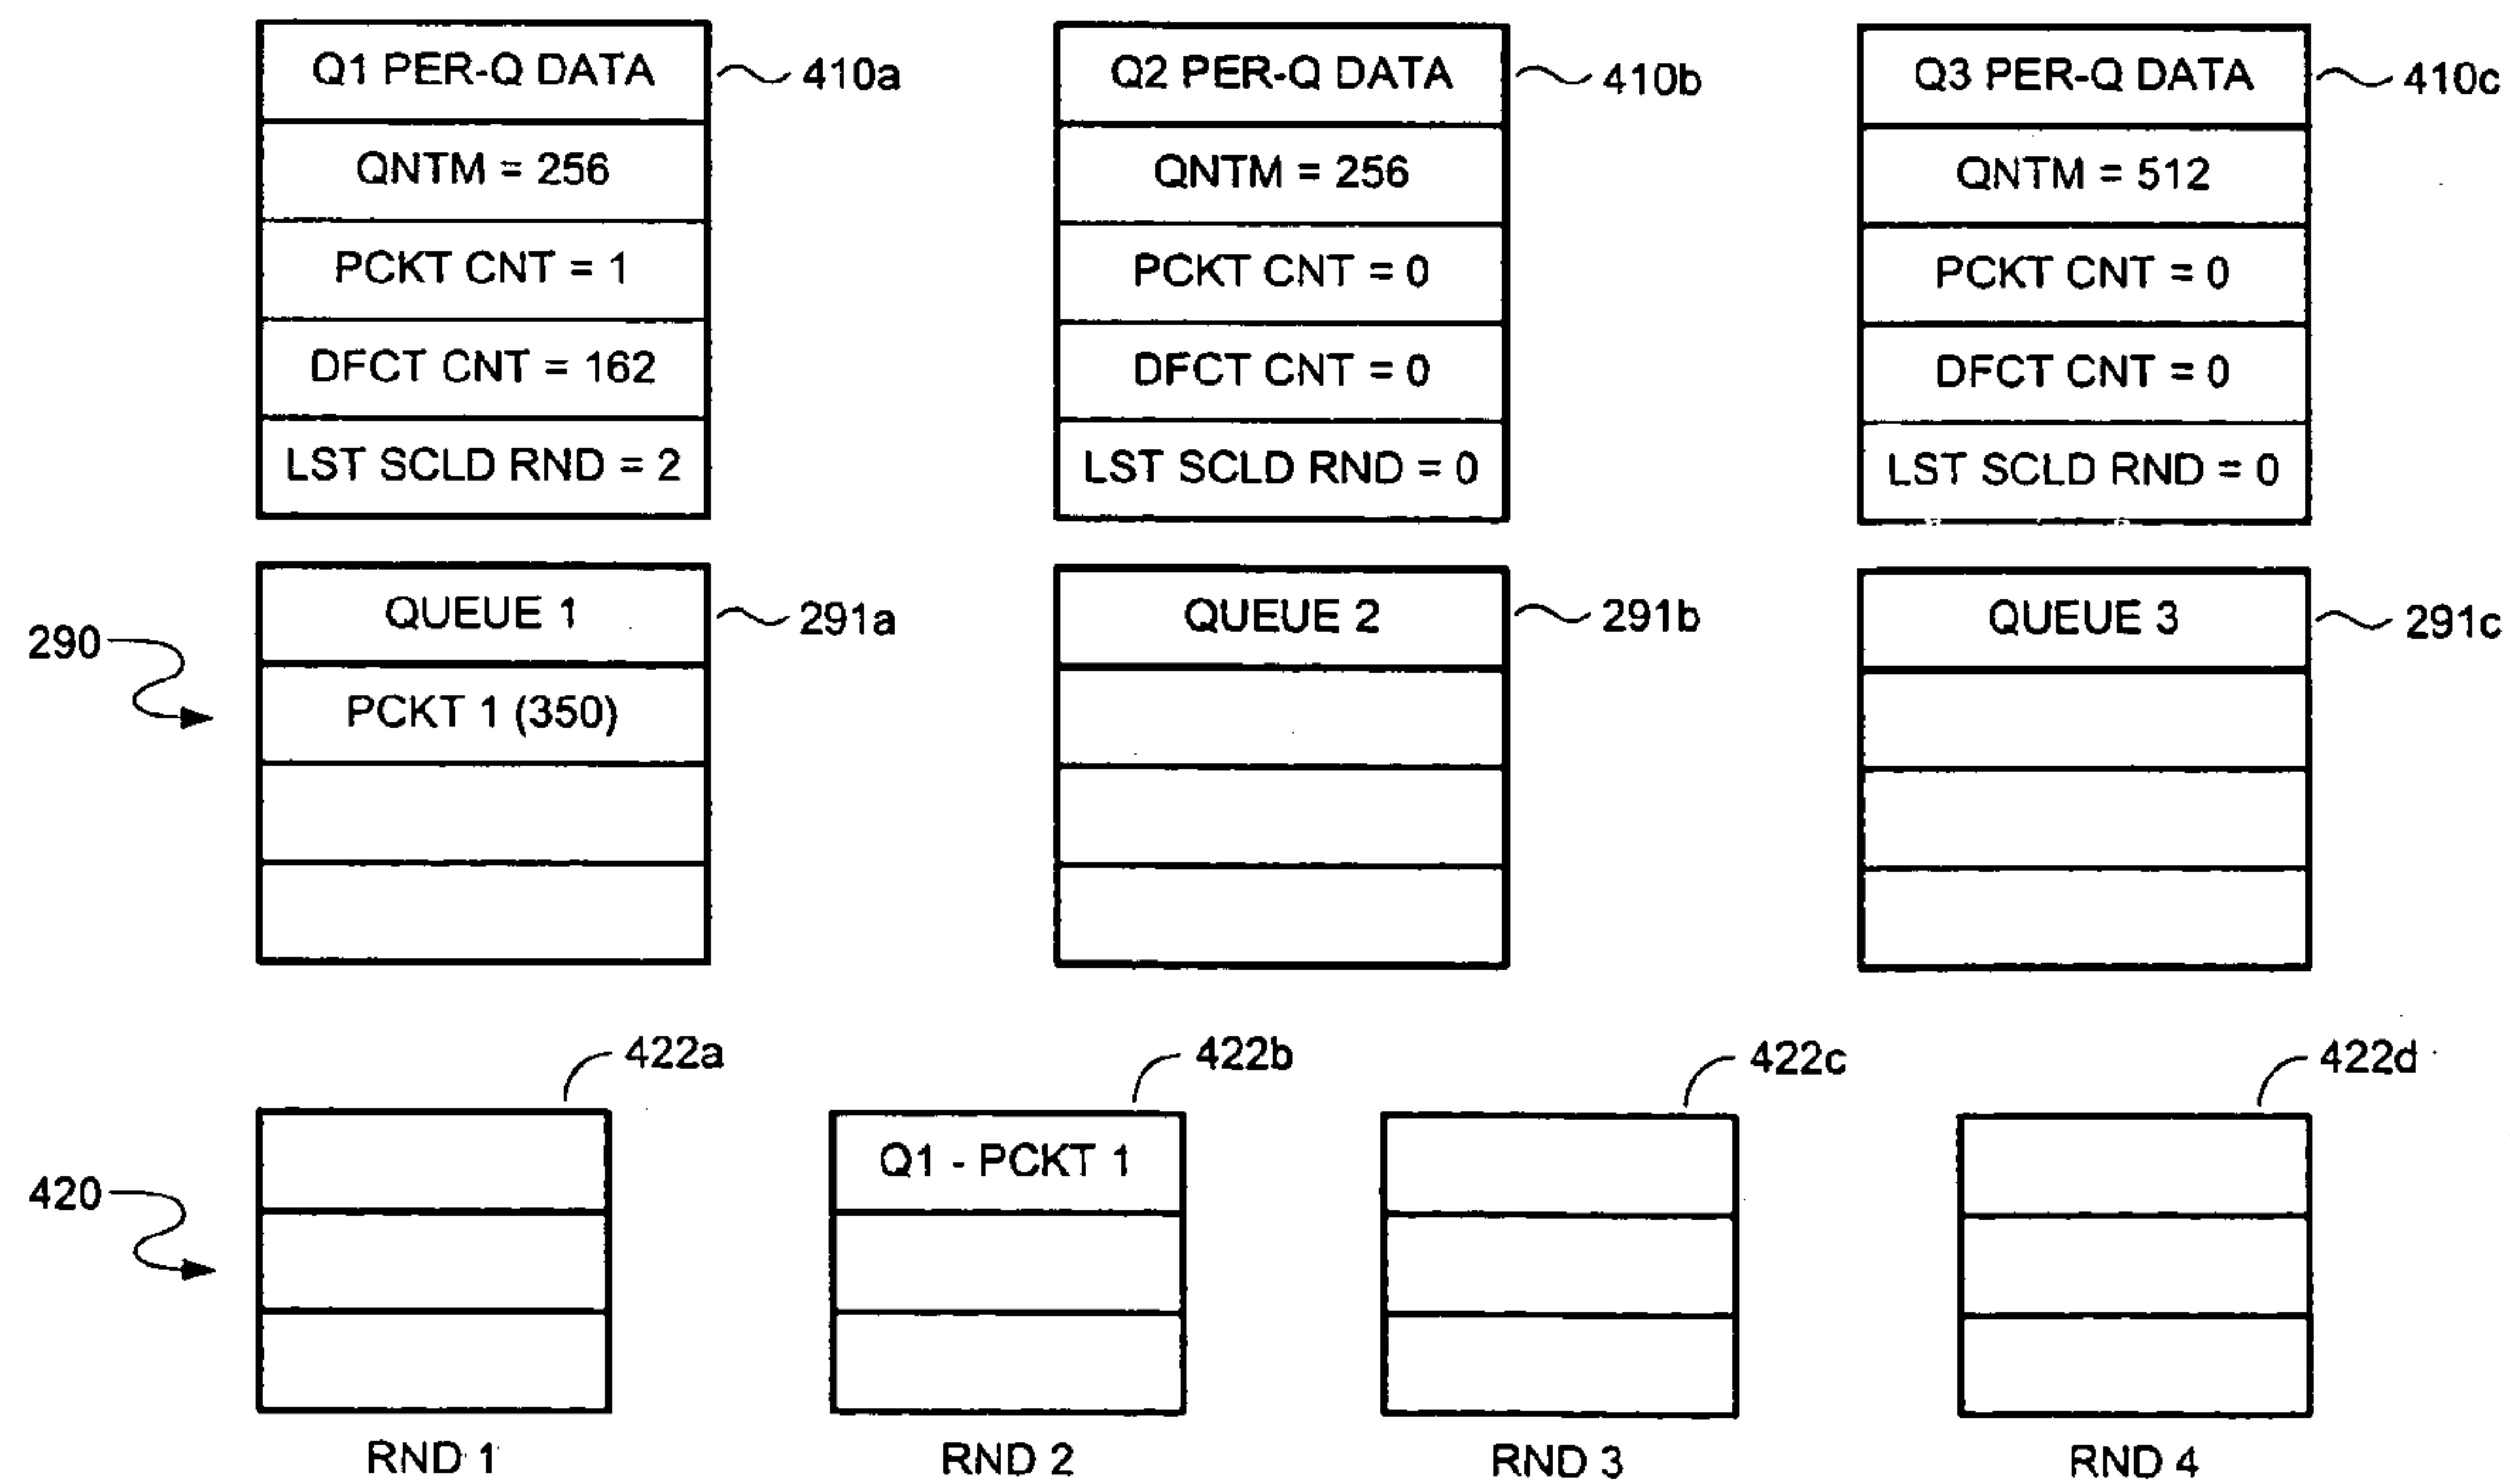 Q1 PER-Q DATA
410a
Q2 PER-Q DATA
410b
Q3 PER-Q DATA
410c
QNTM = 256
QNTM = 256
QNTM = 512
PCKT CNT = 1
PCKT CNT = 0
PCKT CNT = 0
DFCT CNT = 162
DFCT CNT = 0
DFCT CNT = 0
LST SCLD RND = 2
LST SCLD RND = 0
LST SCLD RND = 0
290
QUEUE 1
291a
QUEUE 2
291b
QUEUE 3
291c
PCKT 1 (350)
420
422a
422b
422c
422d
Q1 - PCKT 1
RND 1
RND 2
RND 3
RND 4